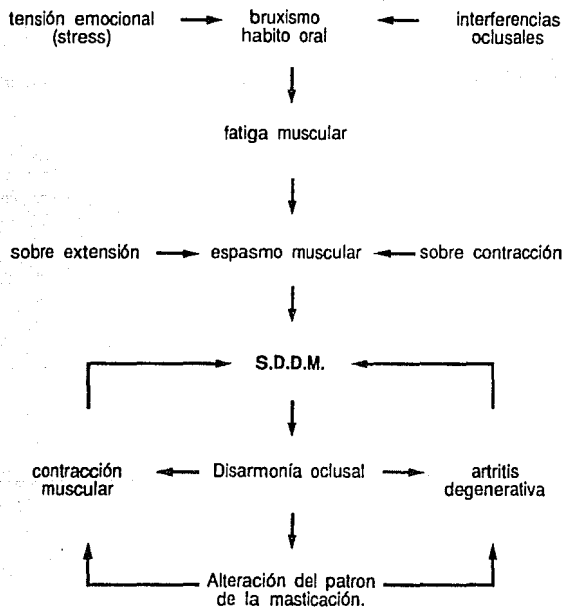 tensión emocional
(stress)
bruxismo
habito oral
interferencias
oclusales
fatiga muscular
sobre extensión
espasmo muscular
sobre contracción
S.D.D.M.
contracción
muscular
Disarmonía oclusal
artritis
degenerativa
Alteración del patron
de la masticación.